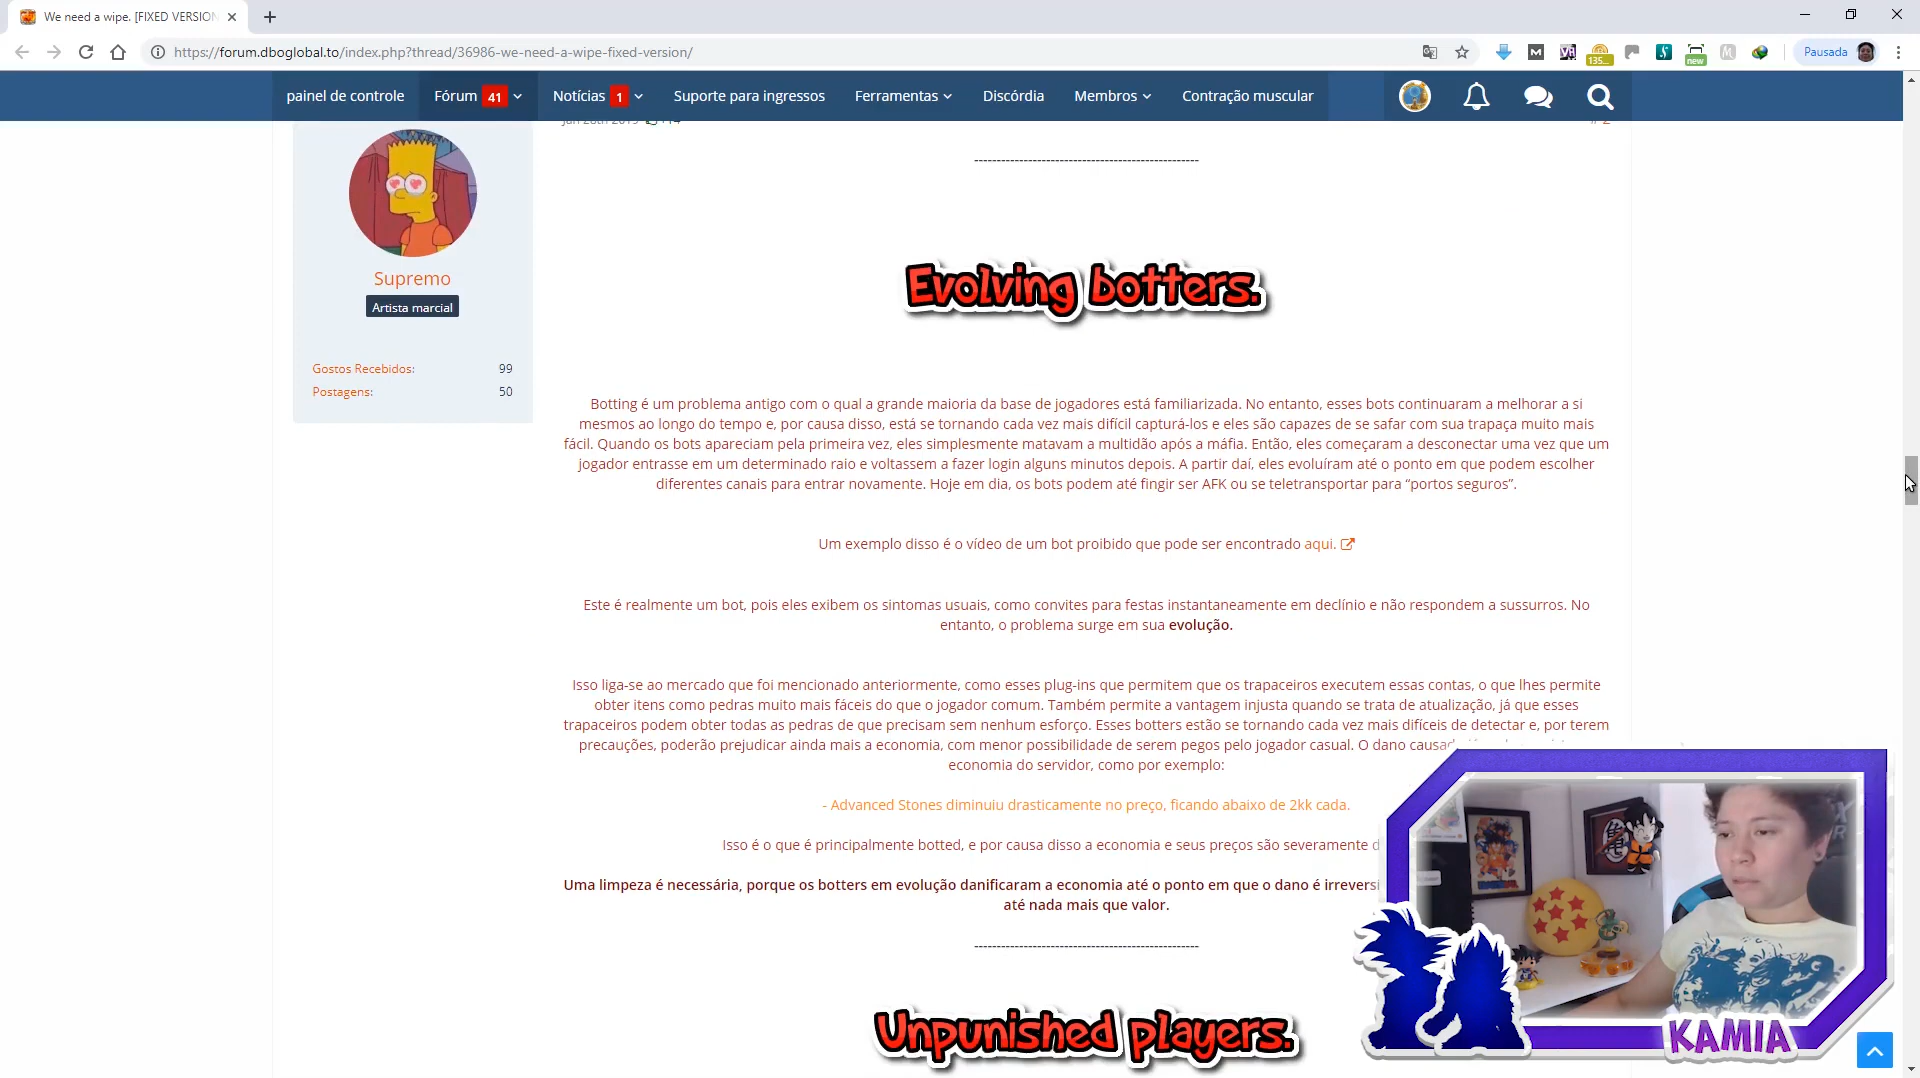 We need a wipe. [FIXED VERSION
https://forum.dboglobal.to/index.php?thread/36986-we-need-a-wipe-fixed-version/
135...
new
Pausada
painel de controle
Fórum 41
Notícias 1
Suporte para ingressos
Ferramentas
Discórdia
Membros
Contração muscular
Supremo
Artista marcial
Gostos Recebidos: 99
Postagens: 50
------------------------------------------------
Evolving botters.
Botting é um problema antigo com o qual a grande maioria da base de jogadores está familiarizada. No entanto, esses bots continuaram a melhorar a si
mesmos ao longo do tempo e, por causa disso, está se tornando cada vez mais difícil capturá-los e eles são capazes de se safar com sua trapaça muito mais
fácil. Quando os bots apareciam pela primeira vez, eles simplesmente matavam a multidão após a máfia. Então, eles começaram a desconectar uma vez que um
jogador entrasse em um determinado raio e voltassem a fazer login alguns minutos depois. A partir daí, eles evoluíram até o ponto em que podem escolher
diferentes canais para entrar novamente. Hoje em dia, os bots podem até fingir ser AFK ou se teletransportar para “portos seguros”.
Um exemplo disso é o vídeo de um bot proibido que pode ser encontrado aqui.
Este é realmente um bot, pois eles exibem os sintomas usuais, como convites para festas instantaneamente em declínio e não respondem a sussurros. No
entanto, o problema surge em sua evolução.
Isso liga-se ao mercado que foi mencionado anteriormente, como esses plug-ins que permitem que os trapaceiros executem essas contas, o que lhes permite
obter itens como pedras muito mais fáceis do que o jogador comum. Também permite a vantagem injusta quando se trata de atualização, já que esses
trapaceiros podem obter todas as pedras de que precisam sem nenhum esforço. Esses botters estão se tornando cada vez mais difíceis de detectar e, por terem
precauções, poderão prejudicar ainda mais a economia, com menor possibilidade de serem pegos pelo jogador casual. O dano
economia do servidor, como por exemplo:
- Advanced Stones diminuiu drasticamente no preço, ficando abaixo de 2kk cada.
Isso é o que é principalmente botted, e por causa disso a economia e seus preços são severamente
Uma limpeza é necessária, porque os botters em evolução danificaram a economia até o ponto em que o dano é
até nada mais que valor.
------------------------------------------------
Unpunished players.
KAMIA